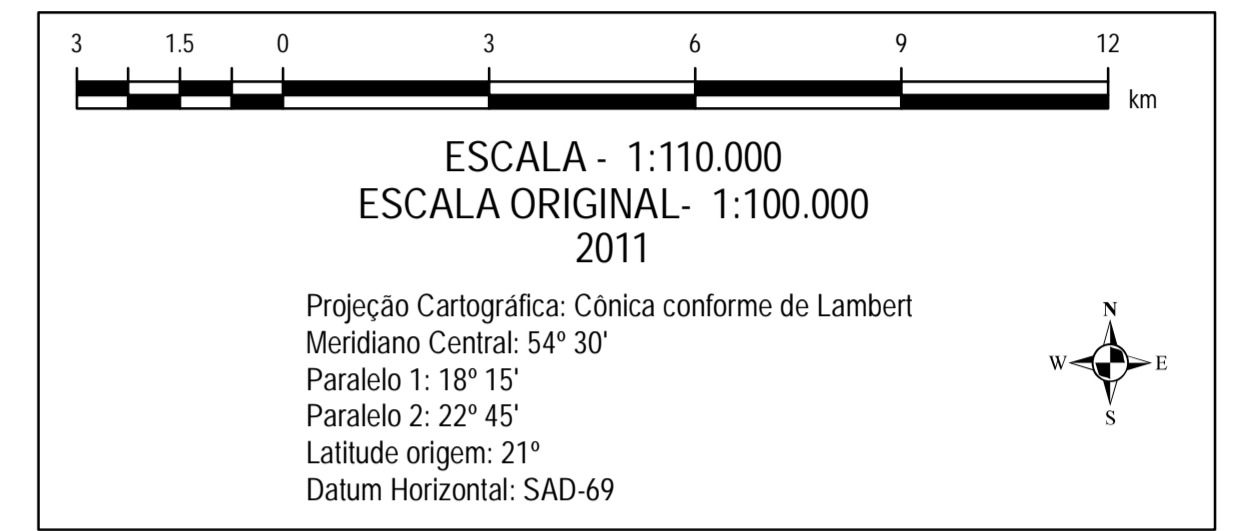 3 1.5 0 3 6 9 12
km
ESCALA - 1:110.000
ESCALA ORIGINAL- 1:100.000
2011
Projeção Cartográfica: Cônica conforme de Lambert
Meridiano Central: 54º 30'
Paralelo 1: 18º 15'
Paralelo 2: 22º 45'
Latitude origem: 21º
Datum Horizontal: SAD-69
N
W E
S